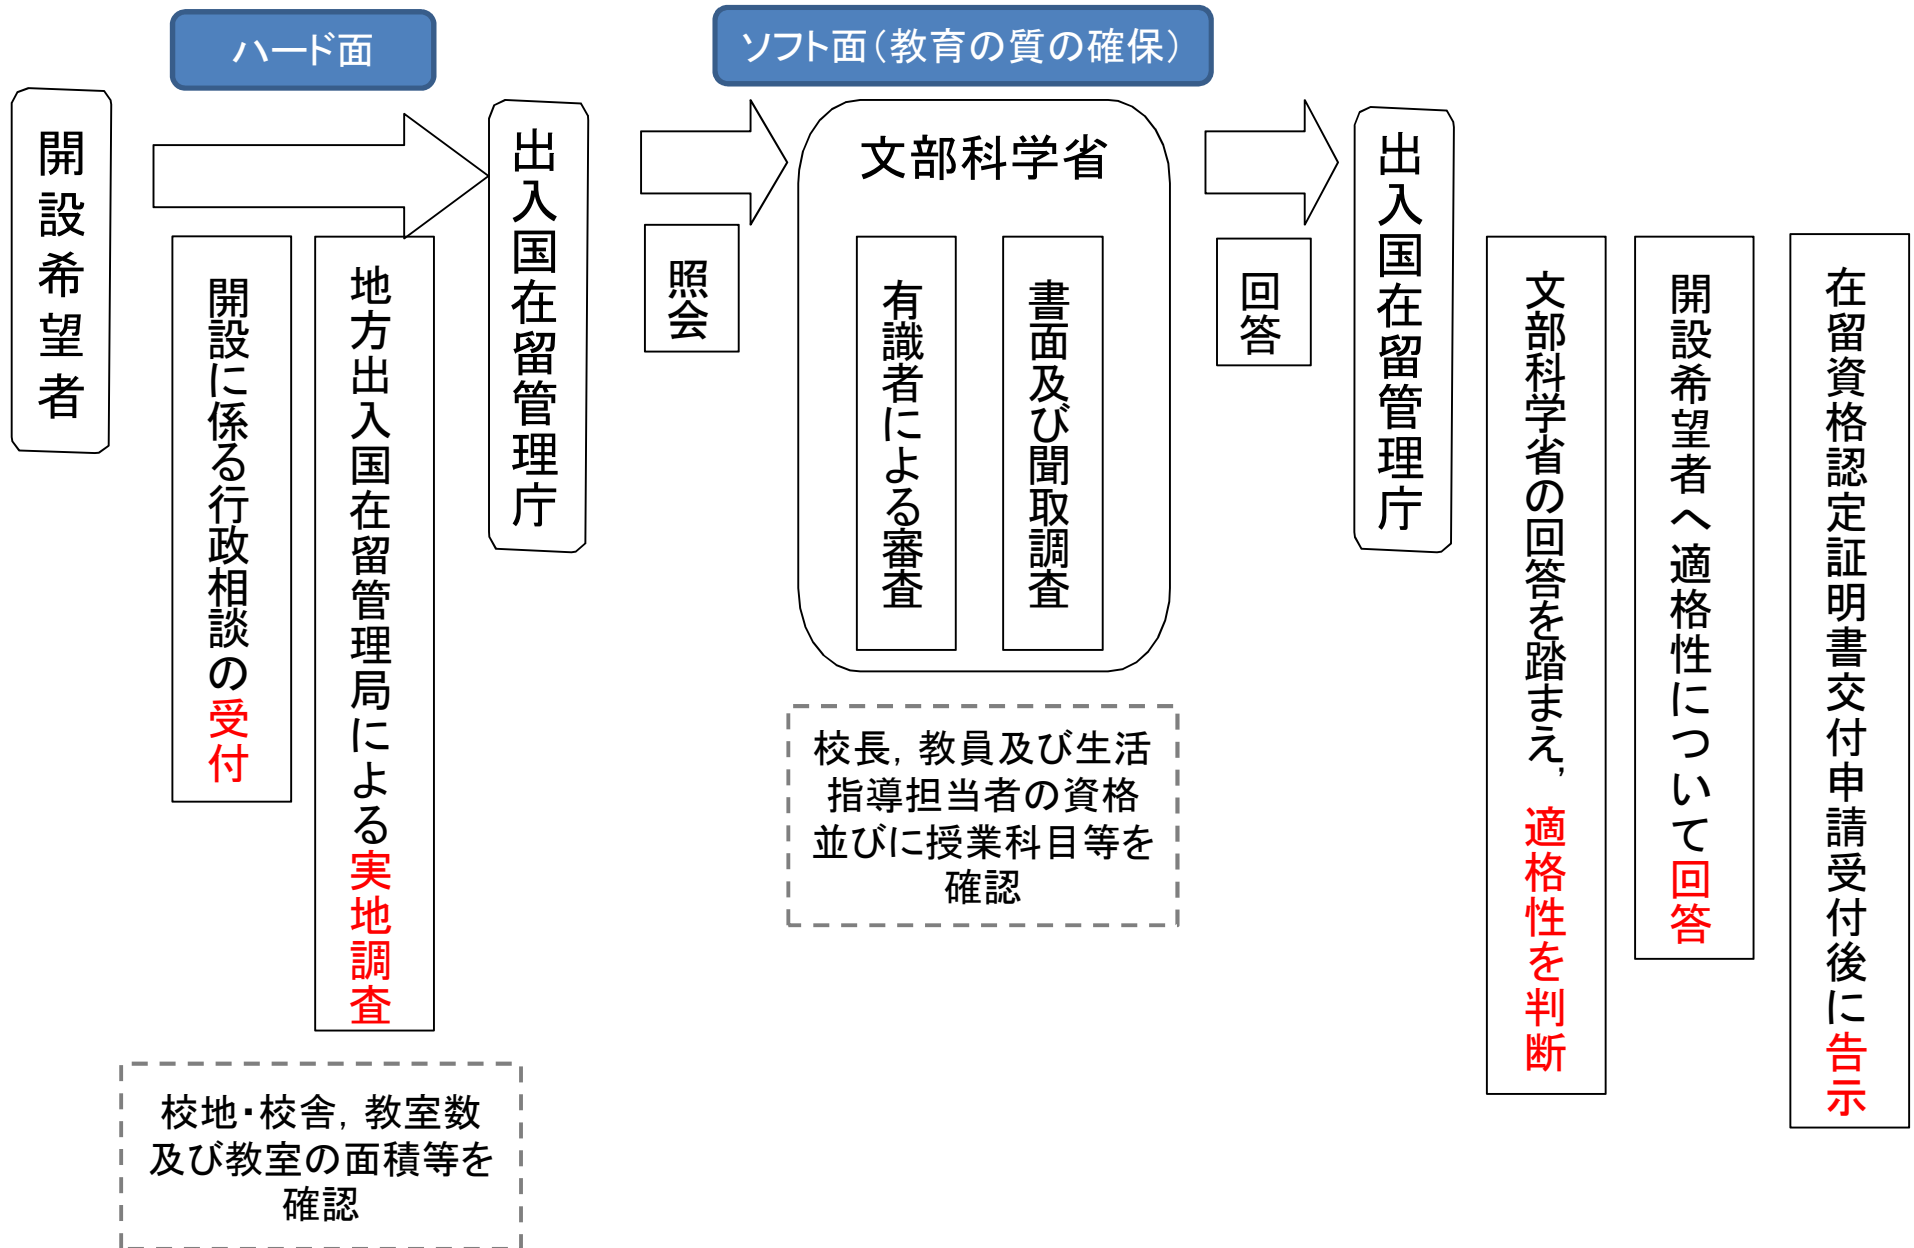 ハード面
ソフト面（教育の質の確保）
開設希望者
開設に係る行政相談の受付
地方出入国在留管理局による実地調査
校地・校舎，教室数
及び教室の面積等を
確認
出入国在留管理庁
照会
文部科学省
有識者による審査
書面及び聞取調査
校長，教員及び生活
指導担当者の資格
並びに授業科目等を
確認
回答
出入国在留管理庁
文部科学省の回答を踏まえ，適格性を判断
開設希望者へ適格性について回答
在留資格認定証明書交付申請受付後に告示